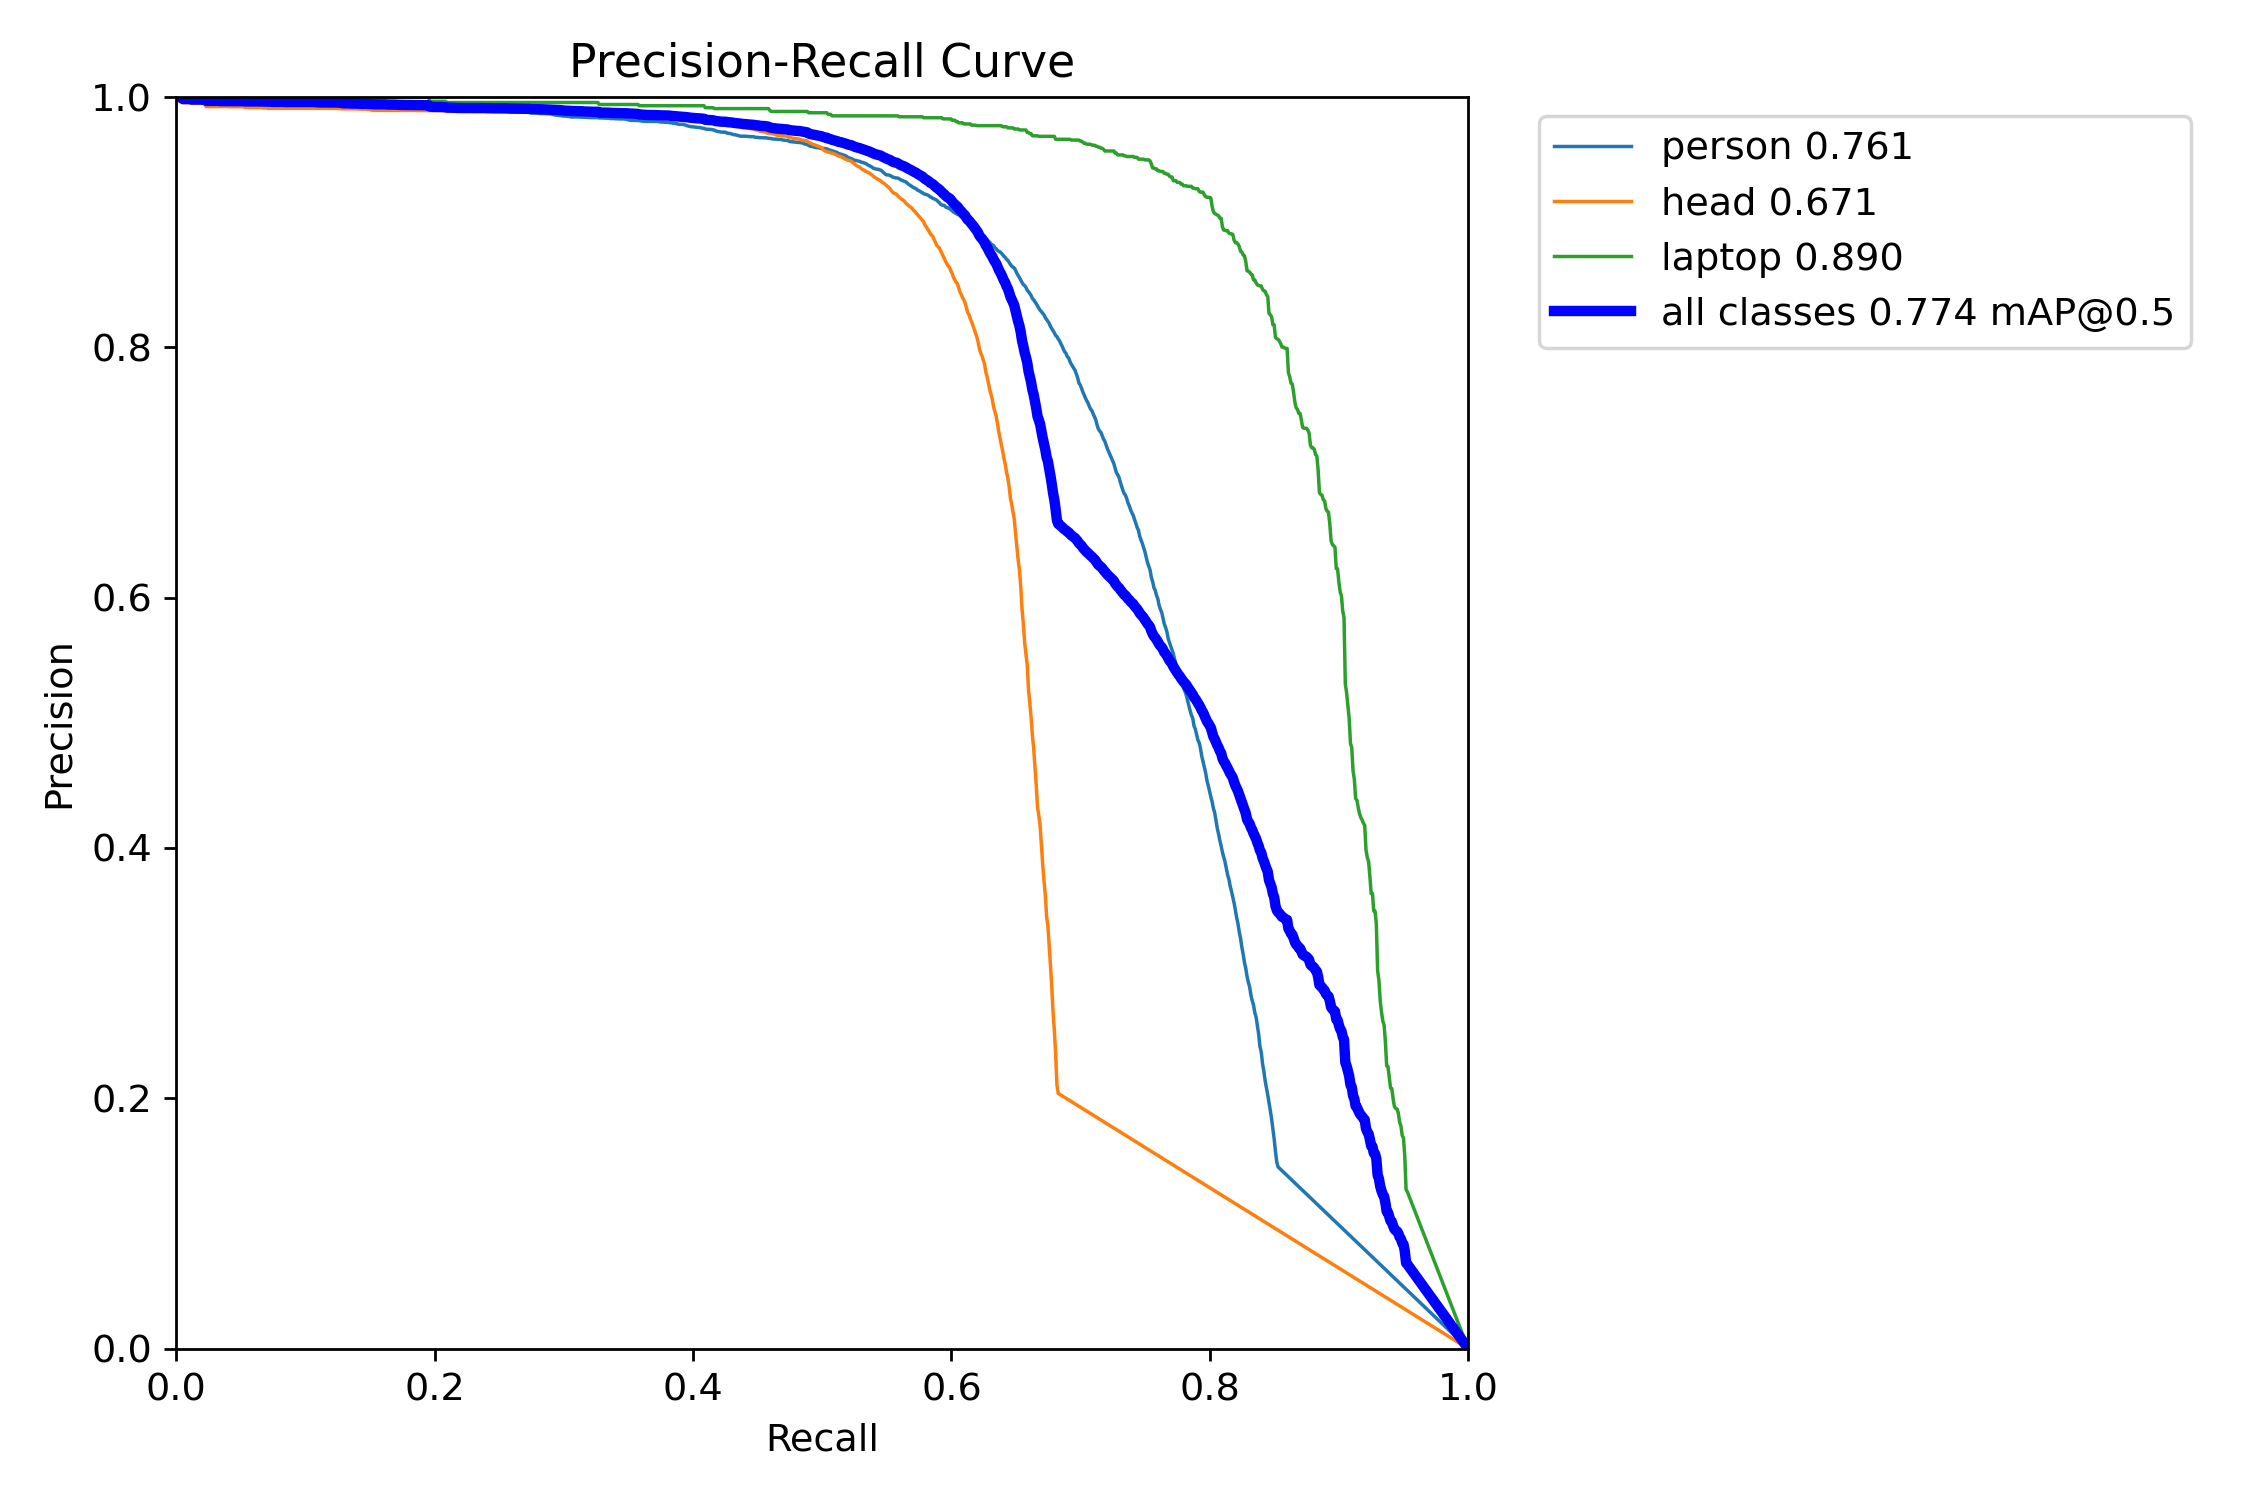 Precision-Recall Curve
1.0
0.8
0.6
0.4
0.2
0.0
Precision
0.0 0.2 0.4 0.6 0.8 1.0
Recall
person 0.761
head 0.671
laptop 0.890
all classes 0.774 mAP@0.5